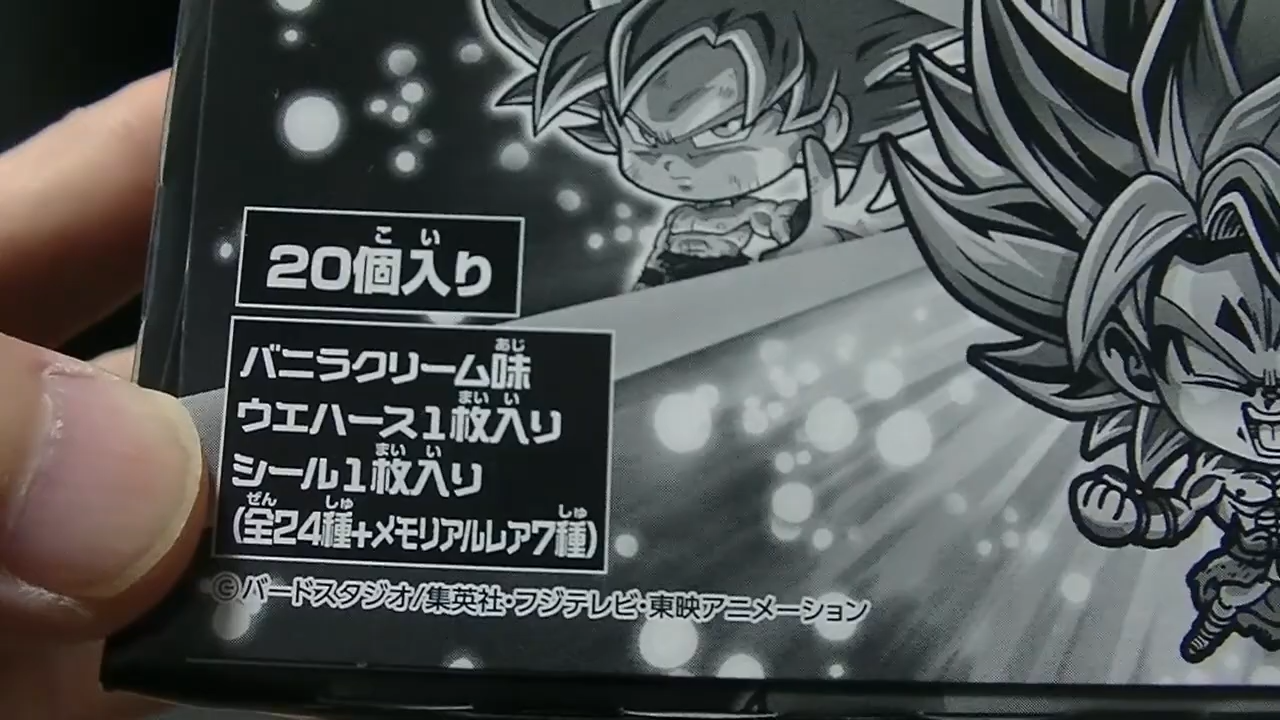 こい
20個入り
あじ
バニラクリーム味
まい い
ウエハース1枚入り
まい い
シール1枚入り
ぜん しゅ しゅ
(全24種+メモリアルレア7種)
©バードスタジオ/集英社・フジテレビ・東映アニメーション